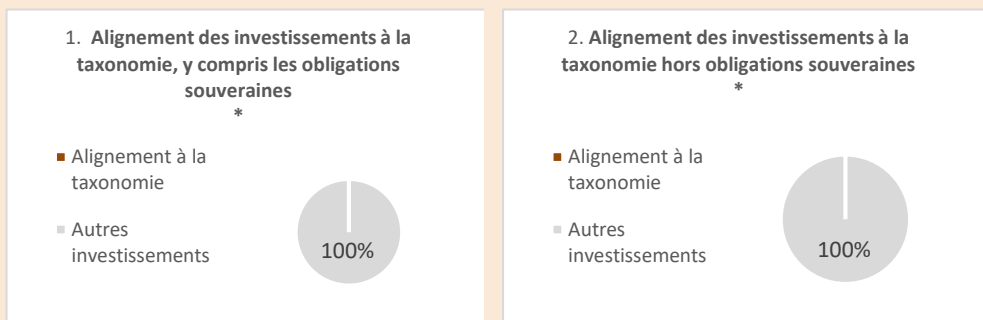 1. Alignement des investissements à la
taxonomie, y compris les obligations
souveraines
*
Alignement à la
taxonomie
Autres
investissements
100%
2. Alignement des investissements à la
taxonomie hors obligations souveraines
*
Alignement à la
taxonomie
Autres
investissements
100%